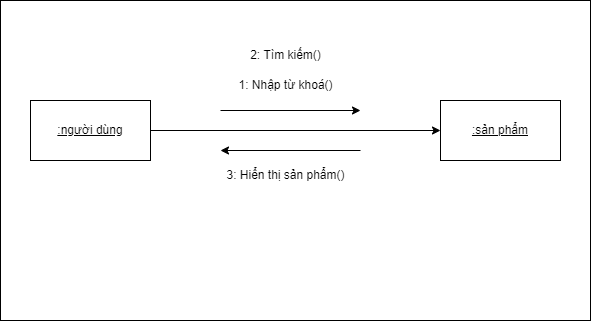 2: Tìm kiếm()
1: Nhập từ khoá()
:người dùng
:sản phẩm
3: Hiển thị sản phẩm()